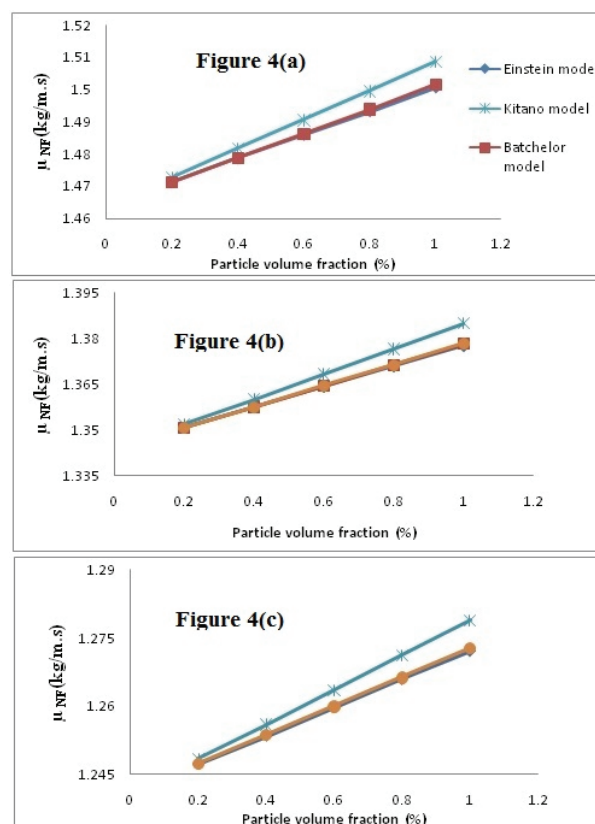 1.52
1.51
1.5
1.49
1.48
1.47
1.46
μ NF(kg/m.s)
Figure 4(a)
Einstein mode
Kitano model
Batchelor
model
0 0.2 0.4 0.6 0.8 1 1.2
Particle volume fraction (%)
1.395
1.38
1.365
1.35
1.335
μ NF(kg/m.s)
Figure 4(b)
0 0.2 0.4 0.6 0.8 1 1.2
Particle volume fraction (%)
1.29
1.275
1.26
1.245
μ NF(kg/m.s)
Figure 4(c)
0 0.2 0.4 0.6 0.8 1 1.2
Particle volume fraction (%)